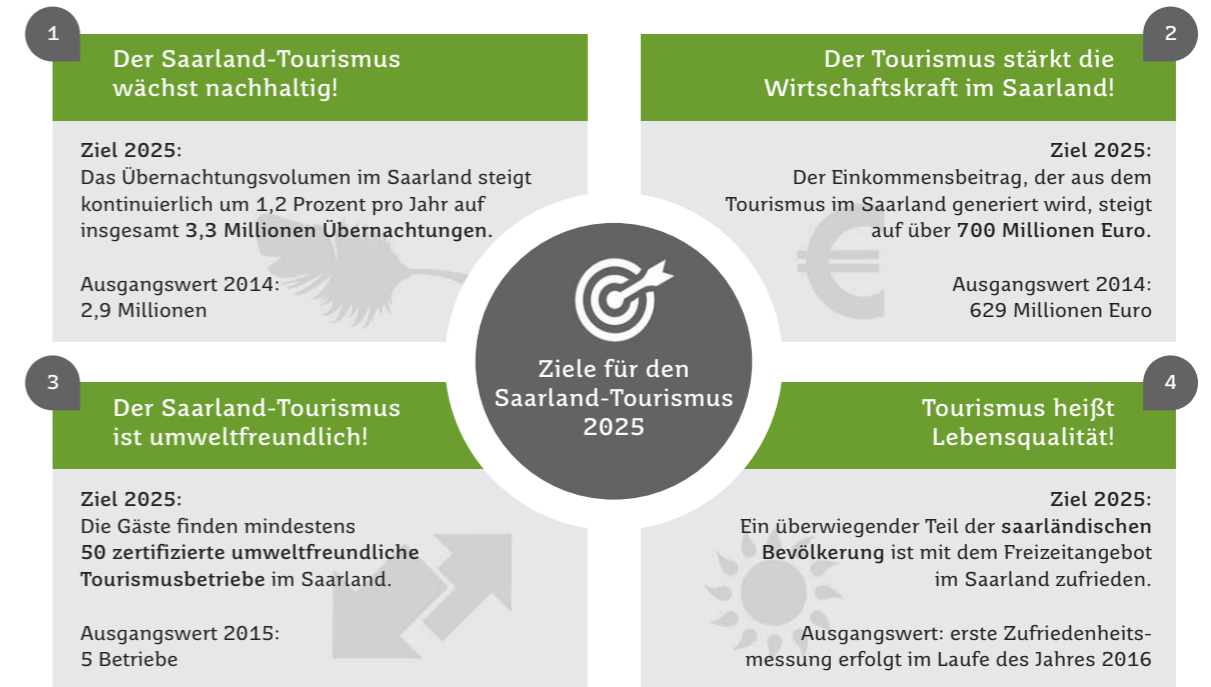 1
Der Saarland-Tourismus
wächst nachhaltig!
Ziel 2025:
Das Übernachtungsvolumen im Saarland steigt
kontinuierlich um 1,2 Prozent pro Jahr auf
insgesamt 3,3 Millionen Übernachtungen.
Ausgangswert 2014:
2,9 Millionen
2
Der Tourismus stärkt die
Wirtschaftskraft im Saarland!
Ziel 2025:
Der Einkommensbeitrag, der aus dem
Tourismus im Saarland generiert wird, steigt
auf über 700 Millionen Euro.
€
Ausgangswert 2014:
629 Millionen Euro
Ziele für den
Saarland-Tourismus
2025
3
Der Saarland-Tourismus
ist umweltfreundlich!
Ziel 2025:
Die Gäste finden mindestens
50 zertifizierte umweltfreundliche
Tourismusbetriebe im Saarland.
Ausgangswert 2015:
5 Betriebe
4
Tourismus heißt
Lebensqualität!
Ziel 2025:
Ein überwiegender Teil der saarländischen
Bevölkerung ist mit dem Freizeitangebot
im Saarland zufrieden.
Ausgangswert: erste Zufriedenheits-
messung erfolgt im Laufe des Jahres 2016